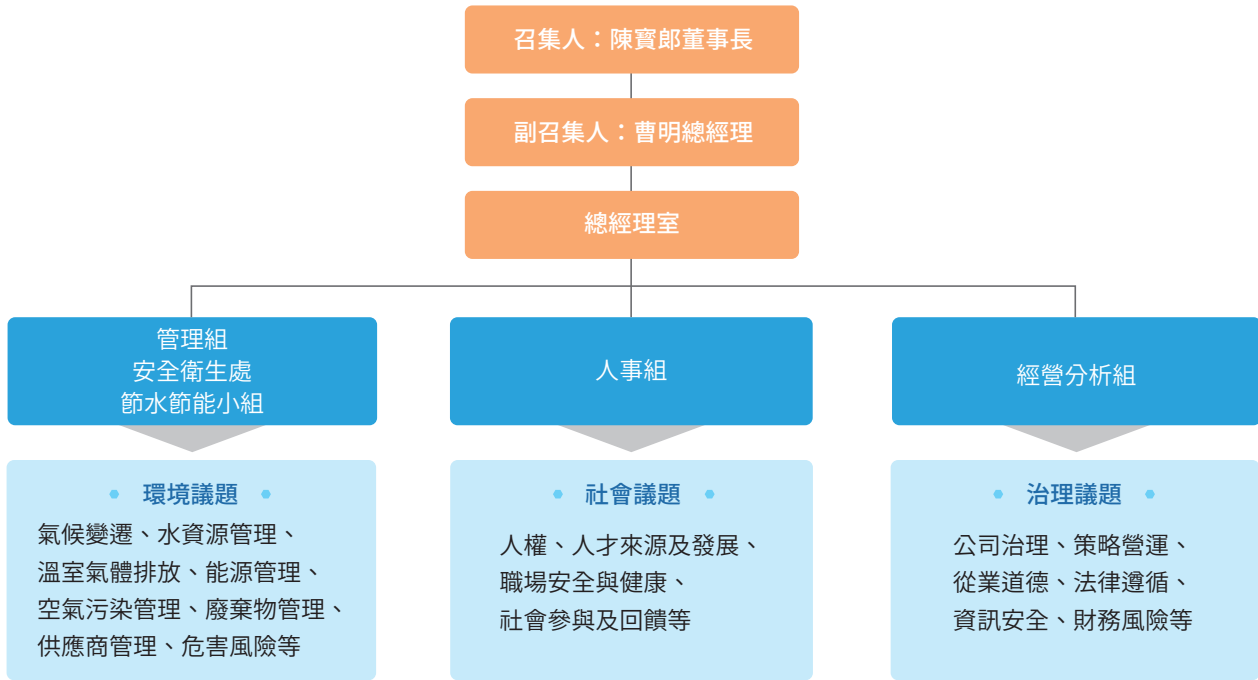 召集人：陳寶郎董事長
副召集人：曹明總經理
總經理室
管理組
安全衛生處
節水節能小組
環境議題
氣候變遷、水資源管理、
溫室氣體排放、能源管理、
空氣污染管理、廢棄物管理、
供應商管理、危害風險等
人事組
社會議題
人權、人才來源及發展、
職場安全與健康、
社會參與及回饋等
經營分析組
治理議題
公司治理、策略營運、
從業道德、法律遵循、
資訊安全、財務風險等